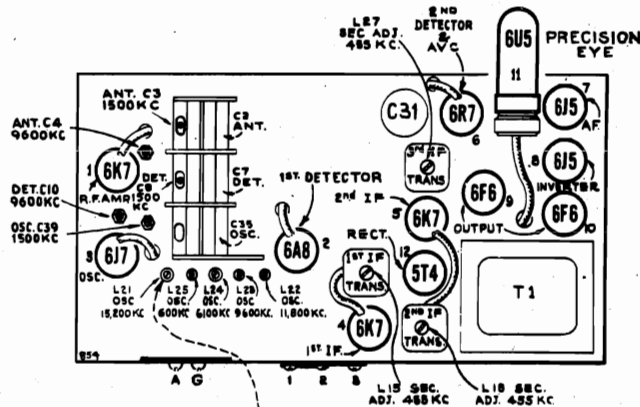 L27
SEC ADJ.
455 KC.
2ND
DETECTOR
&
AVC
6U5
11
PRECISION
EYE
ANT. C3
1500KC
ANT. C4
9600KC
C2
ANT.
C31
6R7
6
6J5
7
AF.
1
6K7
R.F. AMP.
DET.
C8
1500
KC
C7
DET.
1ST. DETECTOR
3RD IF
TRANS
2ND IF
8
6J5
INVERTER
DET. C10
9600KC
OSC. C39
1500KC
C35
OSC.
6A8
2
5
6K7
6F6
9
OUTPUT
6F6
10
3
6J7
OSC.
RECT.
12
5T4
1ST IF
TRANS
T1
L21
OSC
15,200KC
L25
OSC.
600KC
L24
OSC.
6100KC
L23
OSC
9600KC.
L22
OSC.
11,800KC.
4
6K7
1ST. IF.
2ND IF
TRANS
854
A G
1 2 3
L15 SEC.
ADJ. 455 KC
L18 SEC.
ADJ. 455 KC